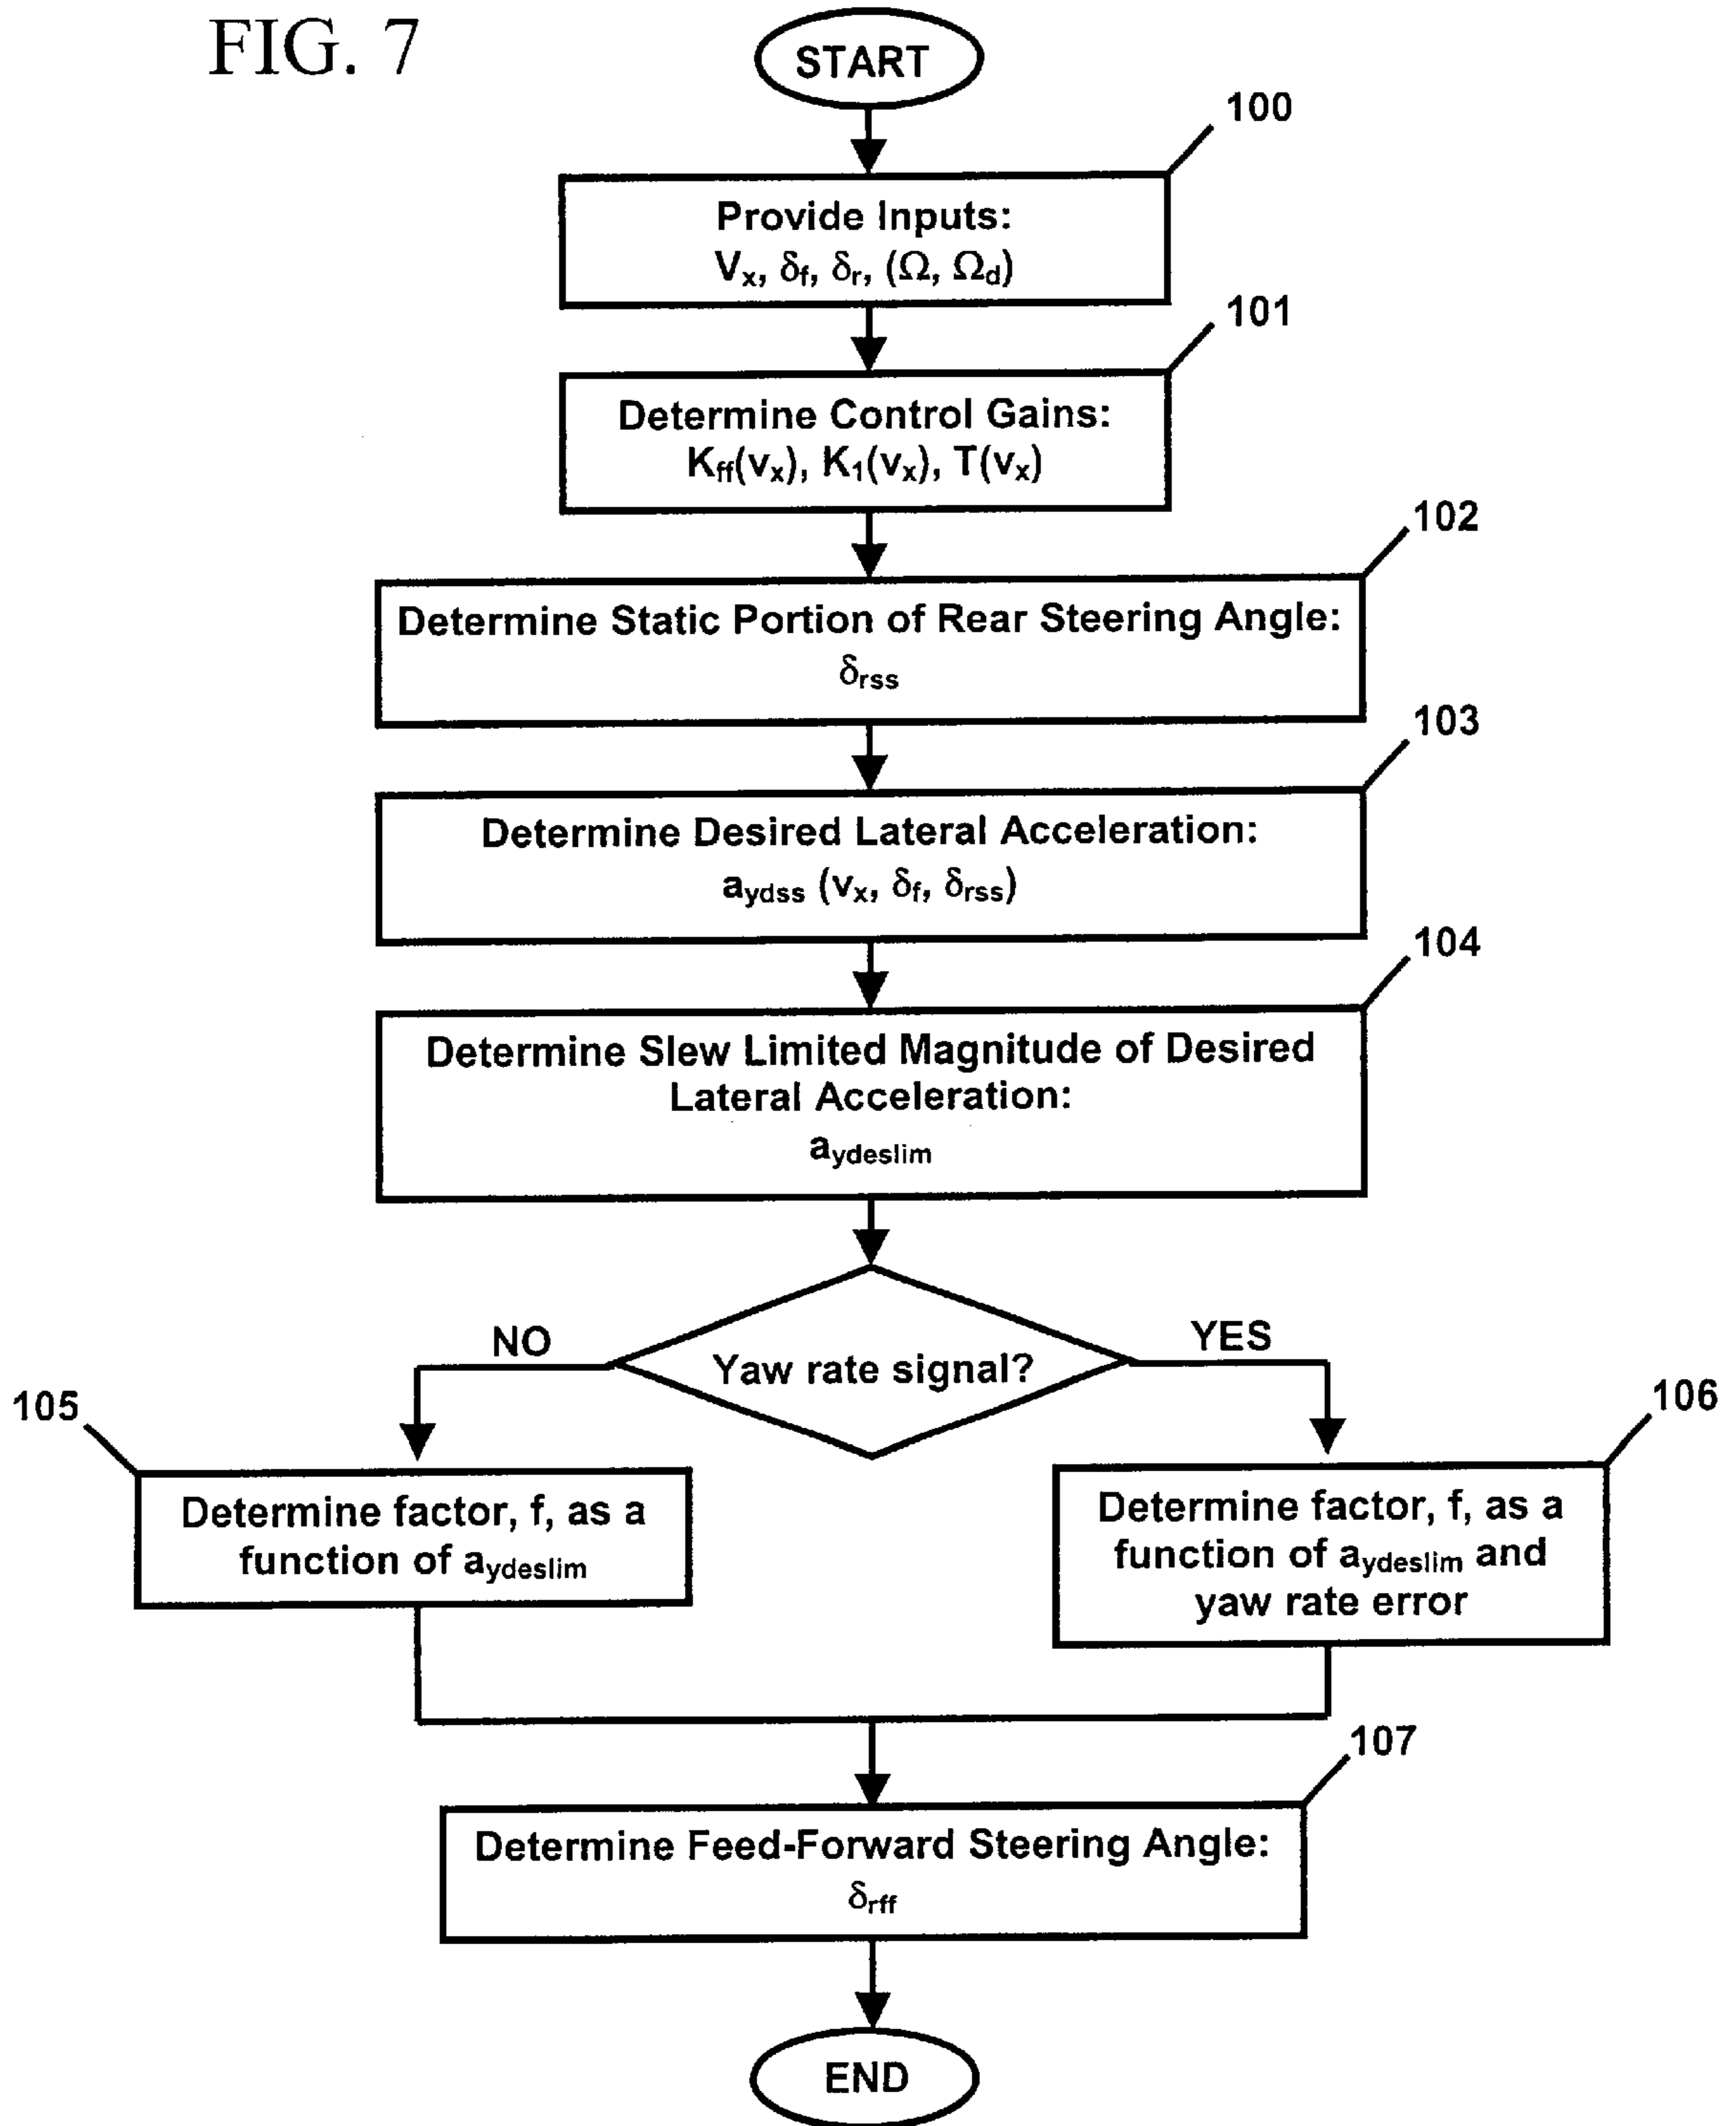 FIG. 7
START
100
Provide Inputs:
Vₓ, δf, δr, (Ω, Ωd)
101
Determine Control Gains:
Kff(vₓ), K₁(vₓ), T(vₓ)
102
Determine Static Portion of Rear Steering Angle:
δrss
103
Determine Desired Lateral Acceleration:
aydss (vₓ, δf, δrss)
104
Determine Slew Limited Magnitude of Desired
Lateral Acceleration:
aydeslim
NO
Yaw rate signal?
YES
105
Determine factor, f, as a
function of aydeslim
106
Determine factor, f, as a
function of aydeslim and
yaw rate error
107
Determine Feed-Forward Steering Angle:
δrff
END